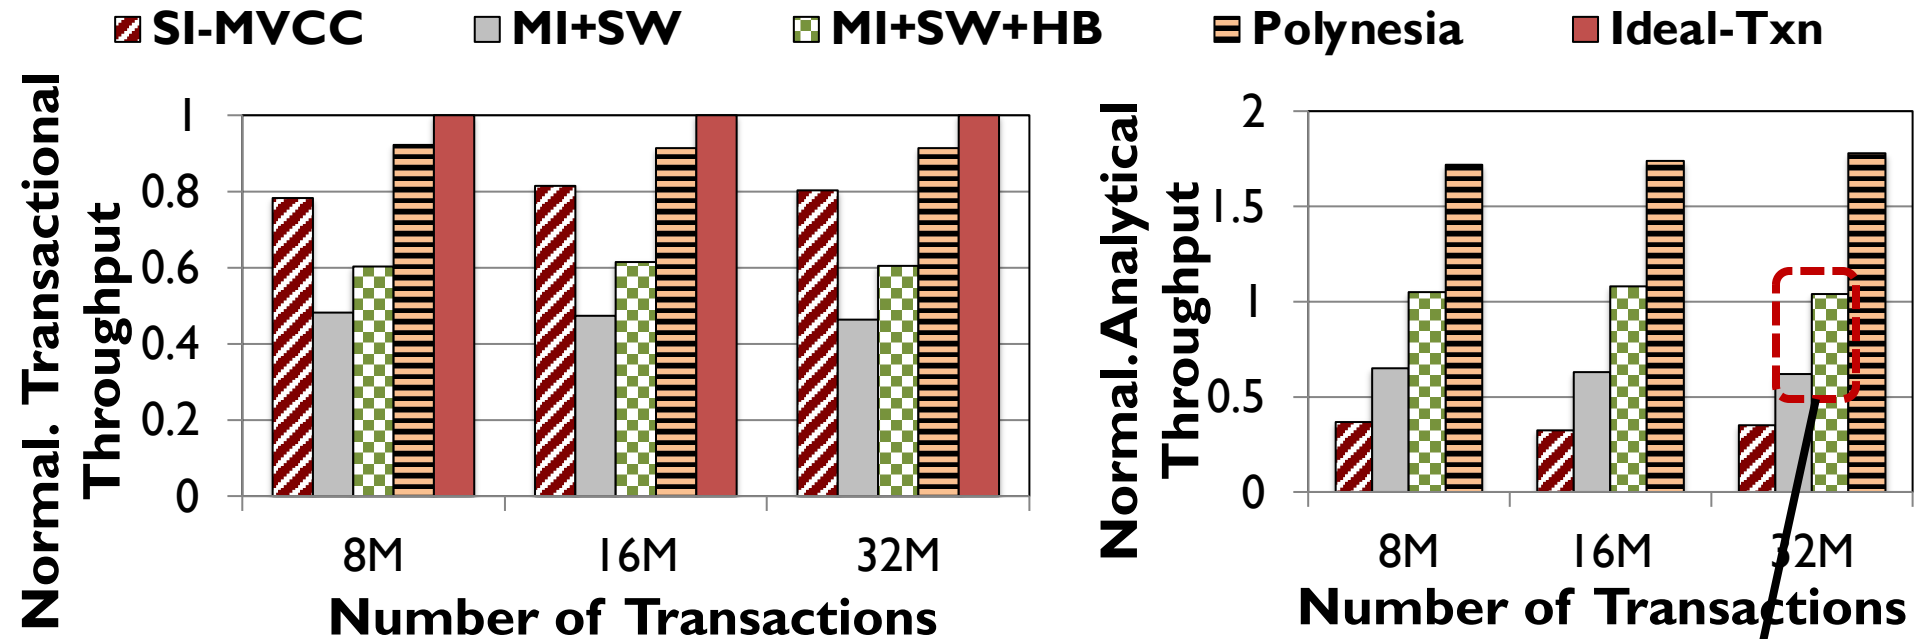 SI-MVCC MI+SW MI+SW+HB Polynesia Ideal-Txn
Normal. Transactional
Throughput
1
0.8
0.6
0.4
0.2
0
8M 16M 32M
Number of Transactions
Normal. Analytical
Throughput
2
1.5
1
0.5
0
8M 16M 32M
Number of Transactions